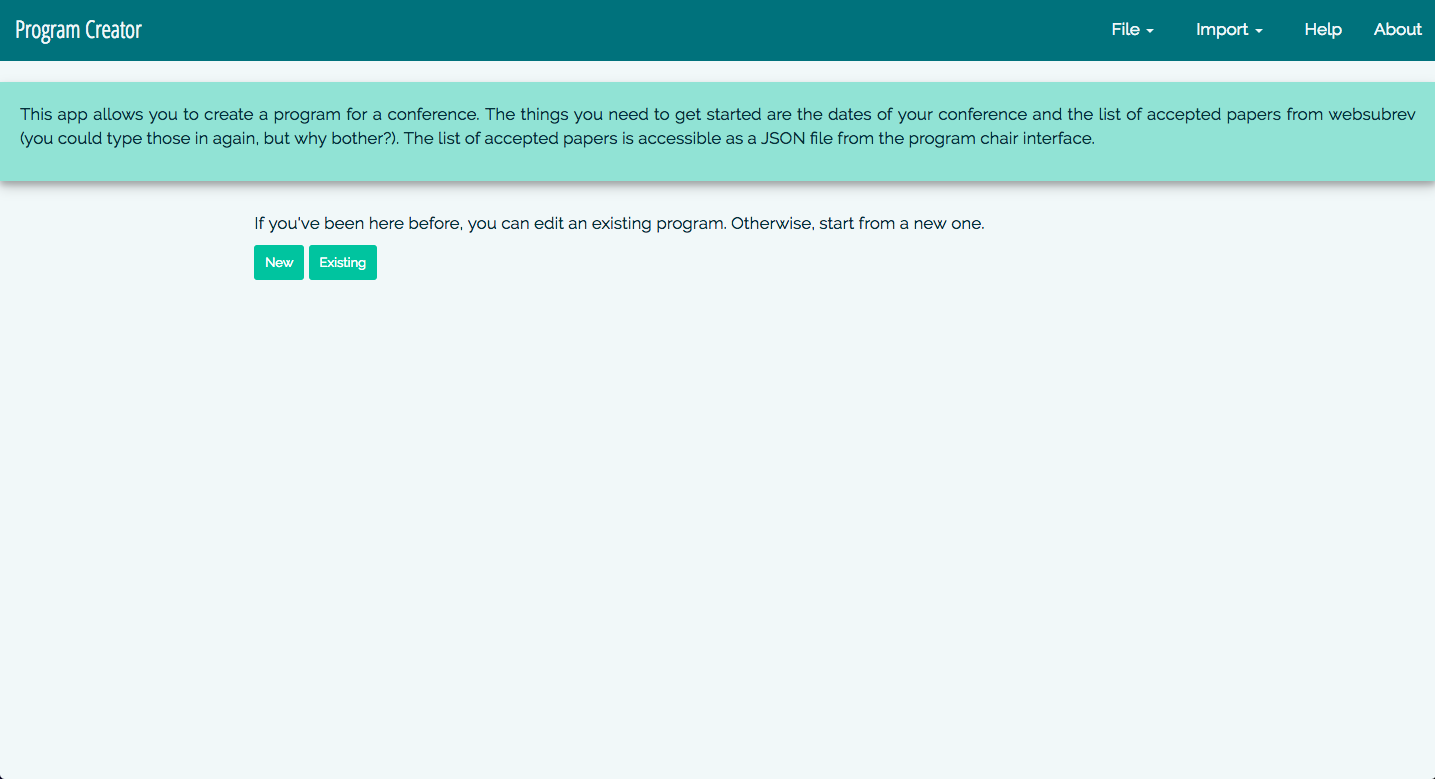 Program Creator
File
Import
Help
About
This app allows you to create a program for a conference. The things you need to get started are the dates of your conference and the list of accepted papers from websubrev
(you could type those in again, but why bother?). The list of accepted papers is accessible as a JSON file from the program chair interface.
If you've been here before, you can edit an existing program. Otherwise, start from a new one.
New
Existing